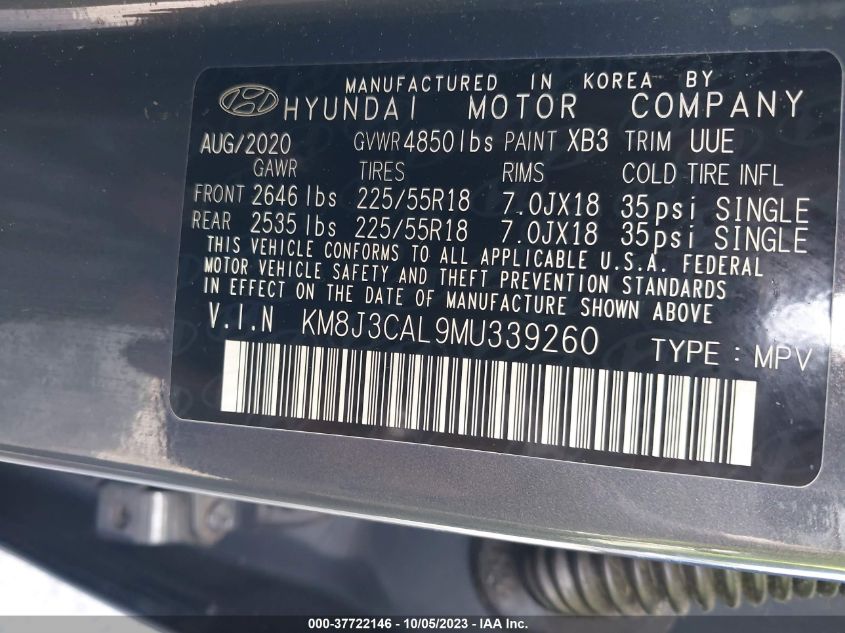 MANUFACTURED IN KOREA BY
HYUNDAI MOTOR COMPANY
AUG/2020 GVWR 4850lbs PAINT XB3 TRIM UUE
GAWR TIRES RIMS COLD TIRE INFL
FRONT 2646 lbs 225/55R18 7.0JX18 35psi SINGLE
REAR 2535 lbs 225/55R18 7.0JX18 35psi SINGLE
THIS VEHICLE CONFORMS TO ALL APPLICABLE U.S.A. FEDERAL
MOTOR VEHICLE SAFETY AND THEFT PREVENTION STANDARDS
IN EFFECT ON THE DATE OF MANUFACTURE SHOWN ABOVE
V.I.N KM8J3CAL9MU339260 TYPE : MPV
000-37722146 - 10/05/2023 - IAA Inc.